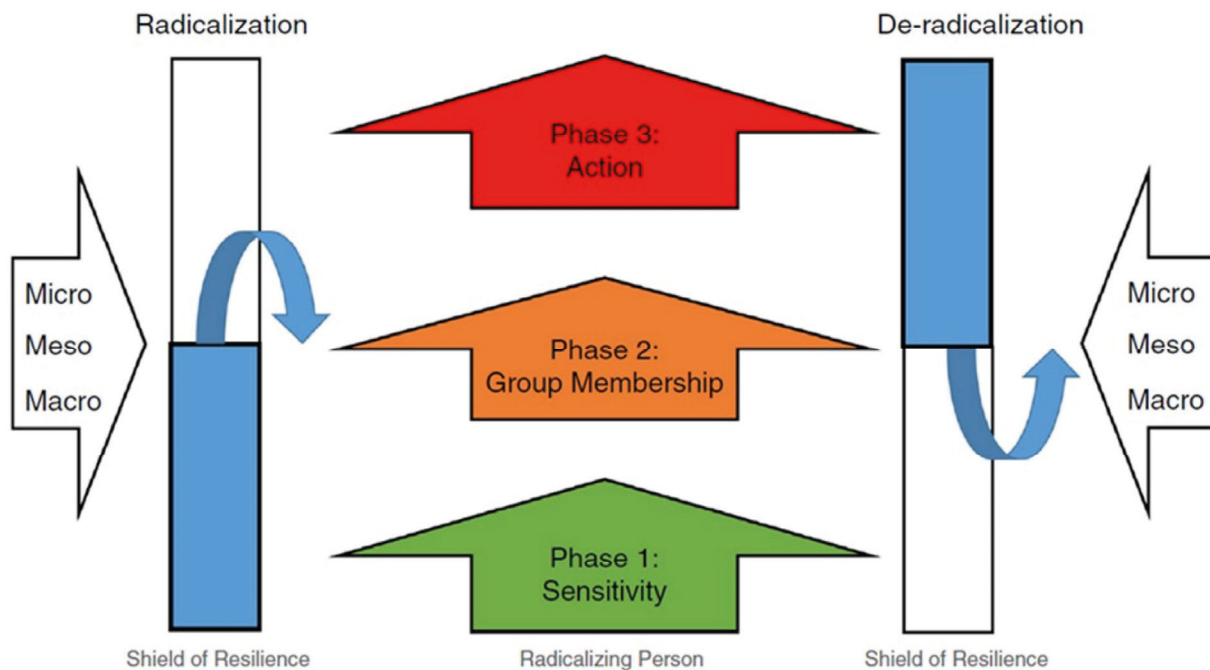 Radicalization
De-radicalization
Phase 3:
Action
Micro
Meso
Macro
Phase 2:
Group Membership
Micro
Meso
Macro
Phase 1:
Sensitivity
Shield of Resilience
Radicalizing Person
Shield of Resilience